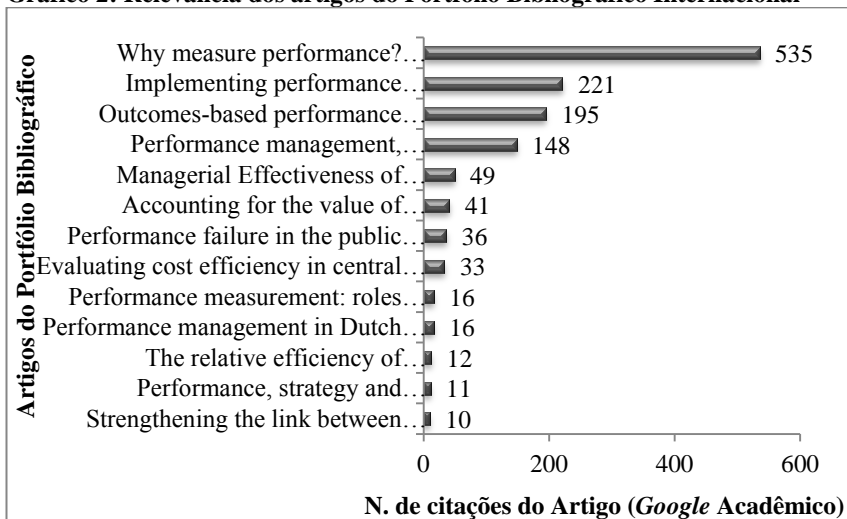 Gráfico 2: Relevância dos artigos do Portfólio Bibliográfico Internacional
Artigos do Portfólio Bibliográfico
Why measure performance?… 535
Implementing performance… 221
Outcomes-based performance… 195
Performance management,… 148
Managerial Effectiveness of… 49
Accounting for the value of… 41
Performance failure in the public… 36
Evaluating cost efficiency in central… 33
Performance measurement: roles… 16
Performance management in Dutch… 16
The relative efficiency of… 12
Performance, strategy and… 11
Strengthening the link between… 10
0 200 400 600
N. de citações do Artigo (Google Acadêmico)